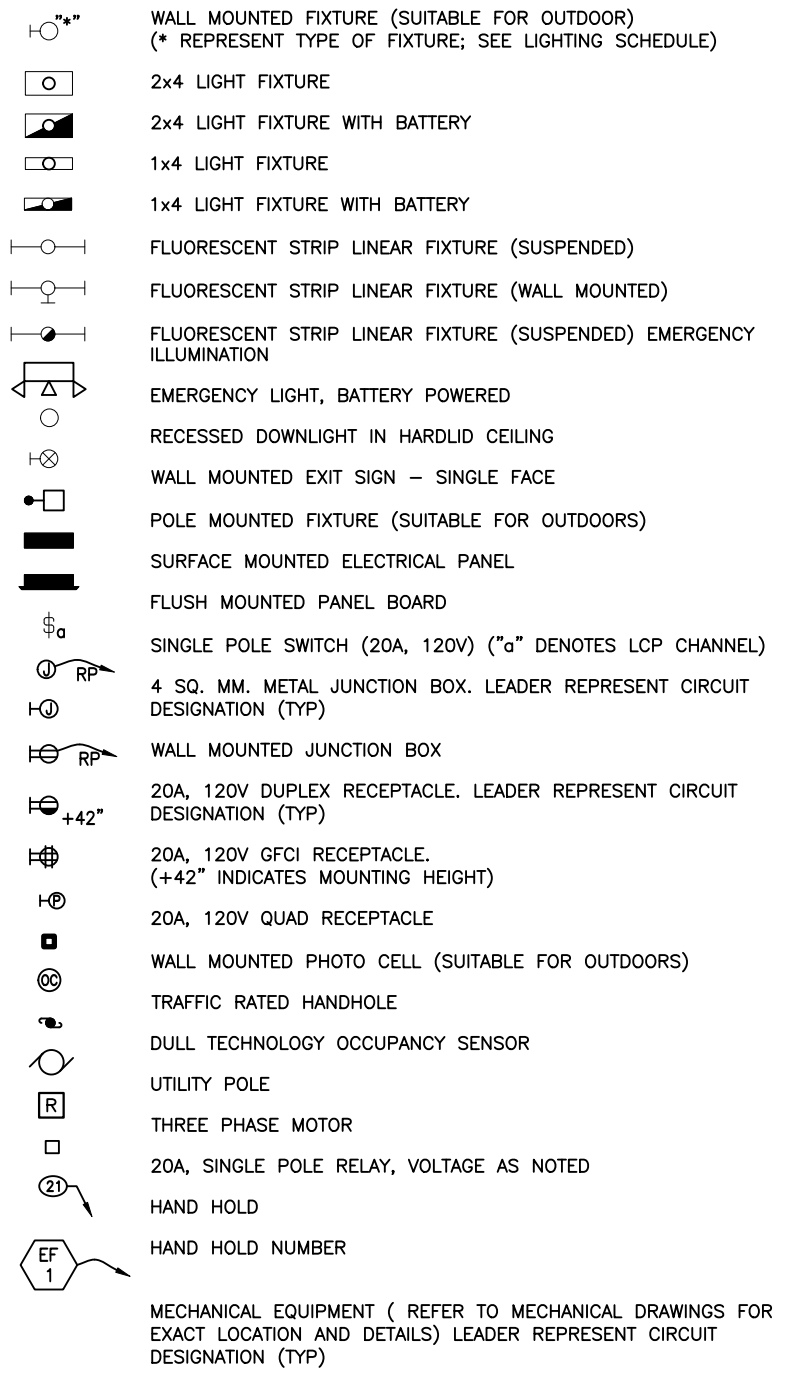 "*" WALL MOUNTED FIXTURE (SUITABLE FOR OUTDOOR)
(* REPRESENT TYPE OF FIXTURE; SEE LIGHTING SCHEDULE)
2x4 LIGHT FIXTURE
2x4 LIGHT FIXTURE WITH BATTERY
1x4 LIGHT FIXTURE
1x4 LIGHT FIXTURE WITH BATTERY
FLUORESCENT STRIP LINEAR FIXTURE (SUSPENDED)
FLUORESCENT STRIP LINEAR FIXTURE (WALL MOUNTED)
FLUORESCENT STRIP LINEAR FIXTURE (SUSPENDED) EMERGENCY
ILLUMINATION
EMERGENCY LIGHT, BATTERY POWERED
RECESSED DOWNLIGHT IN HARDLID CEILING
WALL MOUNTED EXIT SIGN – SINGLE FACE
POLE MOUNTED FIXTURE (SUITABLE FOR OUTDOORS)
SURFACE MOUNTED ELECTRICAL PANEL
FLUSH MOUNTED PANEL BOARD
$a
SINGLE POLE SWITCH (20A, 120V) ("a" DENOTES LCP CHANNEL)
J RP
4 SQ. MM. METAL JUNCTION BOX. LEADER REPRESENT CIRCUIT
J DESIGNATION (TYP)
RP WALL MOUNTED JUNCTION BOX
20A, 120V DUPLEX RECEPTACLE. LEADER REPRESENT CIRCUIT
+42" DESIGNATION (TYP)
20A, 120V GFCI RECEPTACLE.
(+42" INDICATES MOUNTING HEIGHT)
P
20A, 120V QUAD RECEPTACLE
WALL MOUNTED PHOTO CELL (SUITABLE FOR OUTDOORS)
OC
TRAFFIC RATED HANDHOLE
DULL TECHNOLOGY OCCUPANCY SENSOR
UTILITY POLE
R
THREE PHASE MOTOR
20A, SINGLE POLE RELAY, VOLTAGE AS NOTED
21
HAND HOLD
HAND HOLD NUMBER
EF
1
MECHANICAL EQUIPMENT ( REFER TO MECHANICAL DRAWINGS FOR
EXACT LOCATION AND DETAILS) LEADER REPRESENT CIRCUIT
DESIGNATION (TYP)